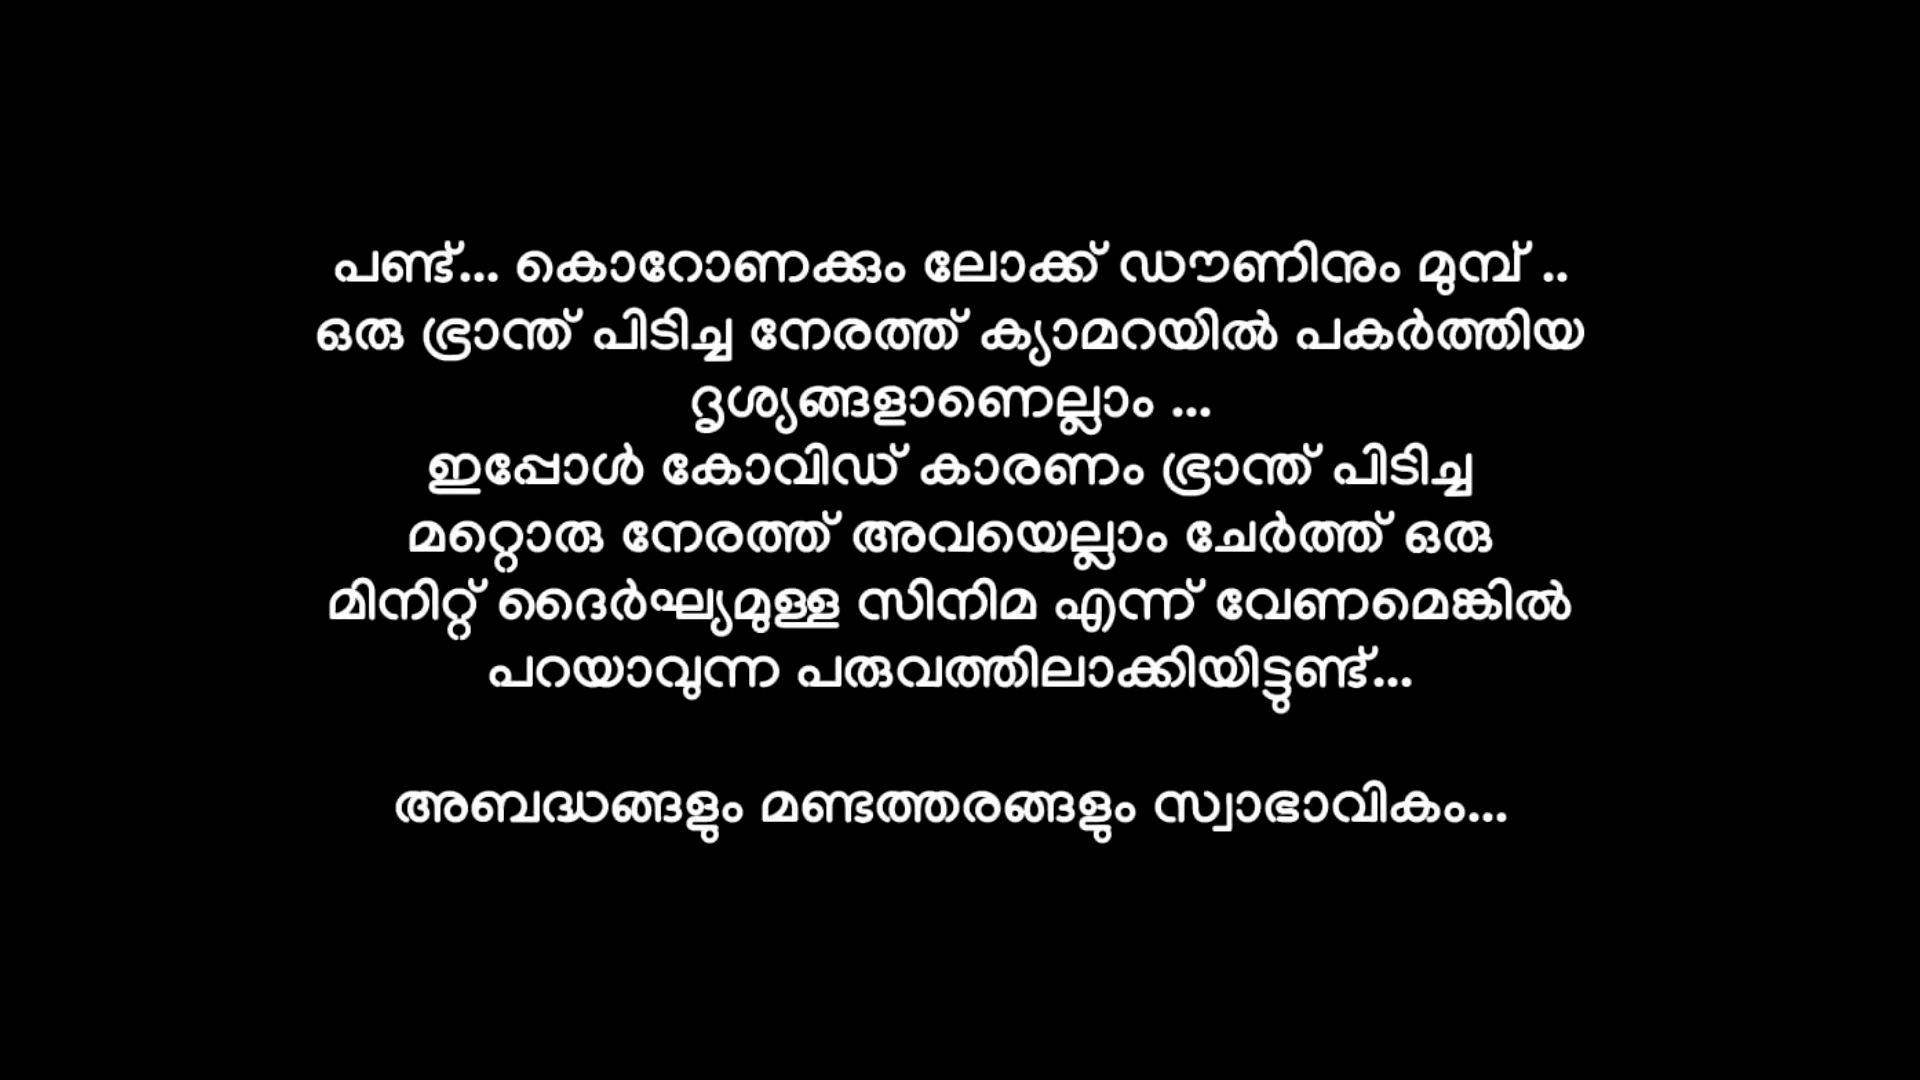 പണ്ട്... കൊറോണക്കും ലോക്ക് ഡൗണിനും മുമ്പ് ..
ഒരു ഭ്രാന്ത് പിടിച്ച നേരത്ത് ക്യാമറയിൽ പകർത്തിയ
ദൃശ്യങ്ങളാണെല്ലാം ...
ഇപ്പോൾ കോവിഡ് കാരണം ഭ്രാന്ത് പിടിച്ച
മറ്റൊരു നേരത്ത് അവയെല്ലാം ചേർത്ത് ഒരു
മിനിറ്റ് ദൈർഘ്യമുള്ള സിനിമ എന്ന് വേണമെങ്കിൽ
പറയാവുന്ന പരുവത്തിലാക്കിയിട്ടുണ്ട്...
അബദ്ധങ്ങളും മണ്ടത്തരങ്ങളും സ്വാഭാവികം...